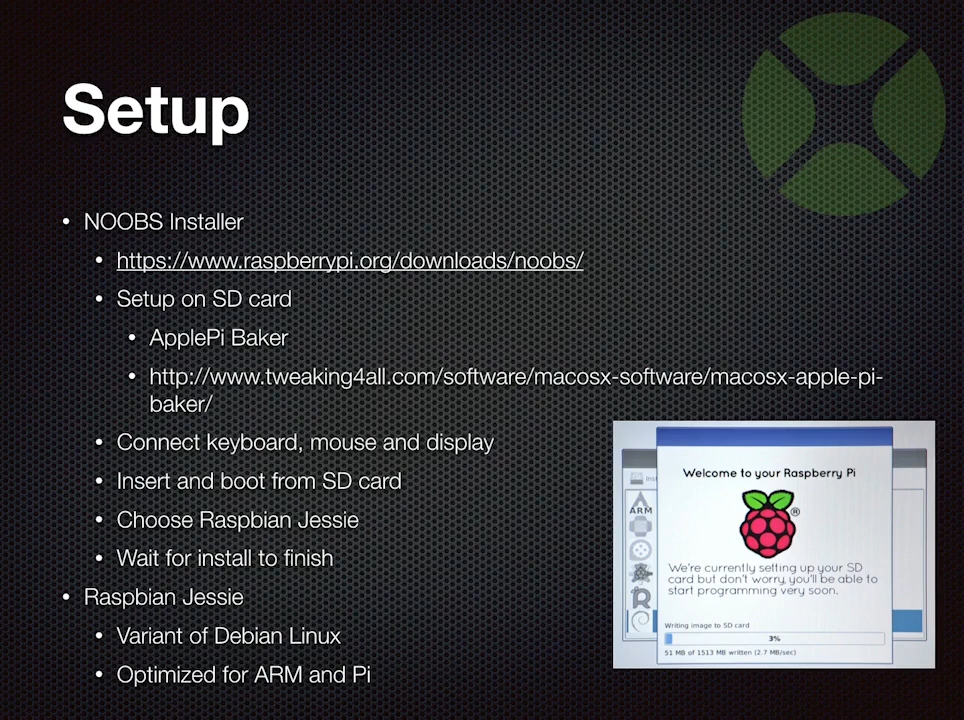 Setup
• NOOBS Installer
• https://www.raspberrypi.org/downloads/noobs/
• Setup on SD card
• ApplePi Baker
• http://www.tweaking4all.com/software/macosx-software/macosx-apple-pi-
baker/
• Connect keyboard, mouse and display
• Insert and boot from SD card
• Choose Raspbian Jessie
• Wait for install to finish
• Raspbian Jessie
• Variant of Debian Linux
• Optimized for ARM and Pi
Welcome to your Raspberry Pi
ARM
®
We're currently setting up your SD
card but don't worry, you'll be able to
start programming very soon.
Writing image to SD card
3%
51 MB of 1513 MB written (2.7 MB/sec)